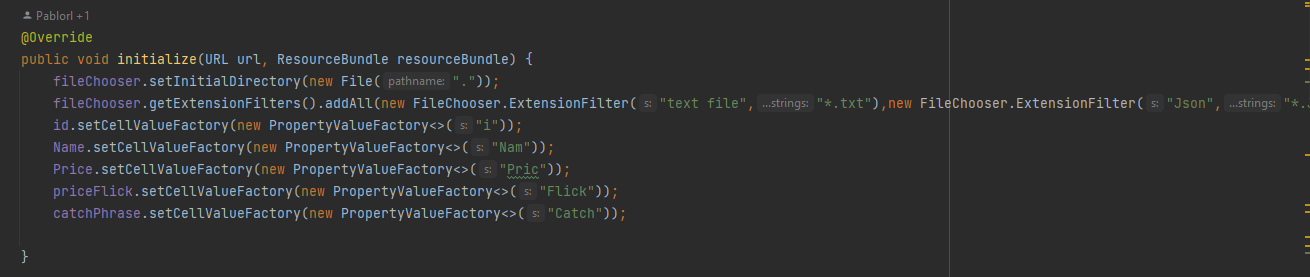 Pablorl +1
@Override
public void initialize(URL url, ResourceBundle resourceBundle) {
    fileChooser.setInitialDirectory(new File( pathname: "."));
    fileChooser.getExtensionFilters().addAll(new FileChooser.ExtensionFilter( s: "text file", ...strings: "*.txt"),new FileChooser.ExtensionFilter( s: "Json", ...strings: "*.
    id.setCellValueFactory(new PropertyValueFactory<>( s: "i"));
    Name.setCellValueFactory(new PropertyValueFactory<>( s: "Nam"));
    Price.setCellValueFactory(new PropertyValueFactory<>( s: "Pric"));
    priceFlick.setCellValueFactory(new PropertyValueFactory<>( s: "Flick"));
    catchPhrase.setCellValueFactory(new PropertyValueFactory<>( s: "Catch"));
}